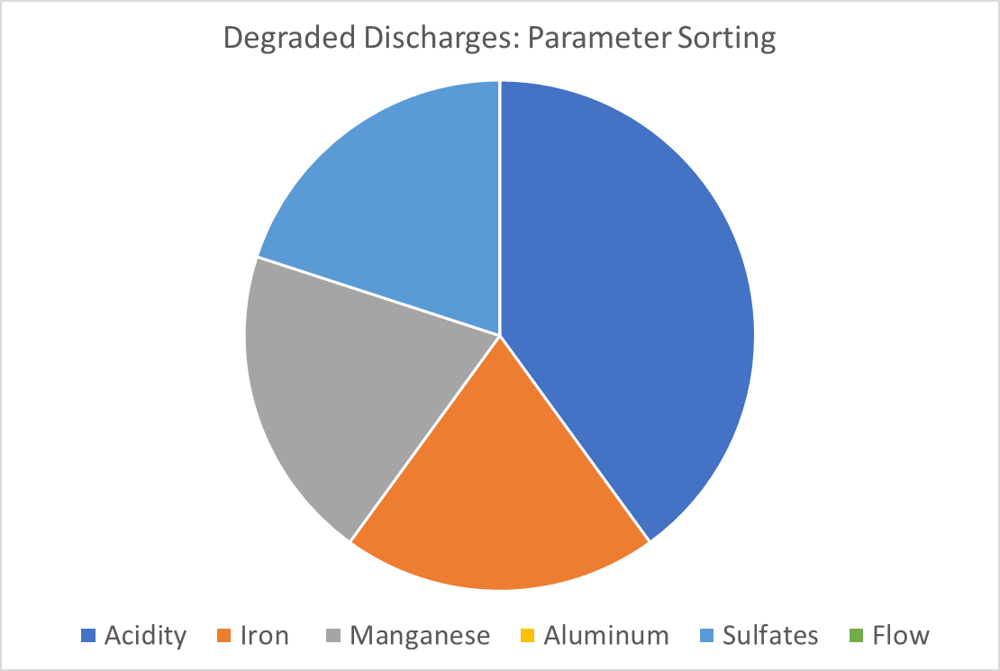 Degraded Discharges: Parameter Sorting
Acidity Iron Manganese Aluminum Sulfates Flow